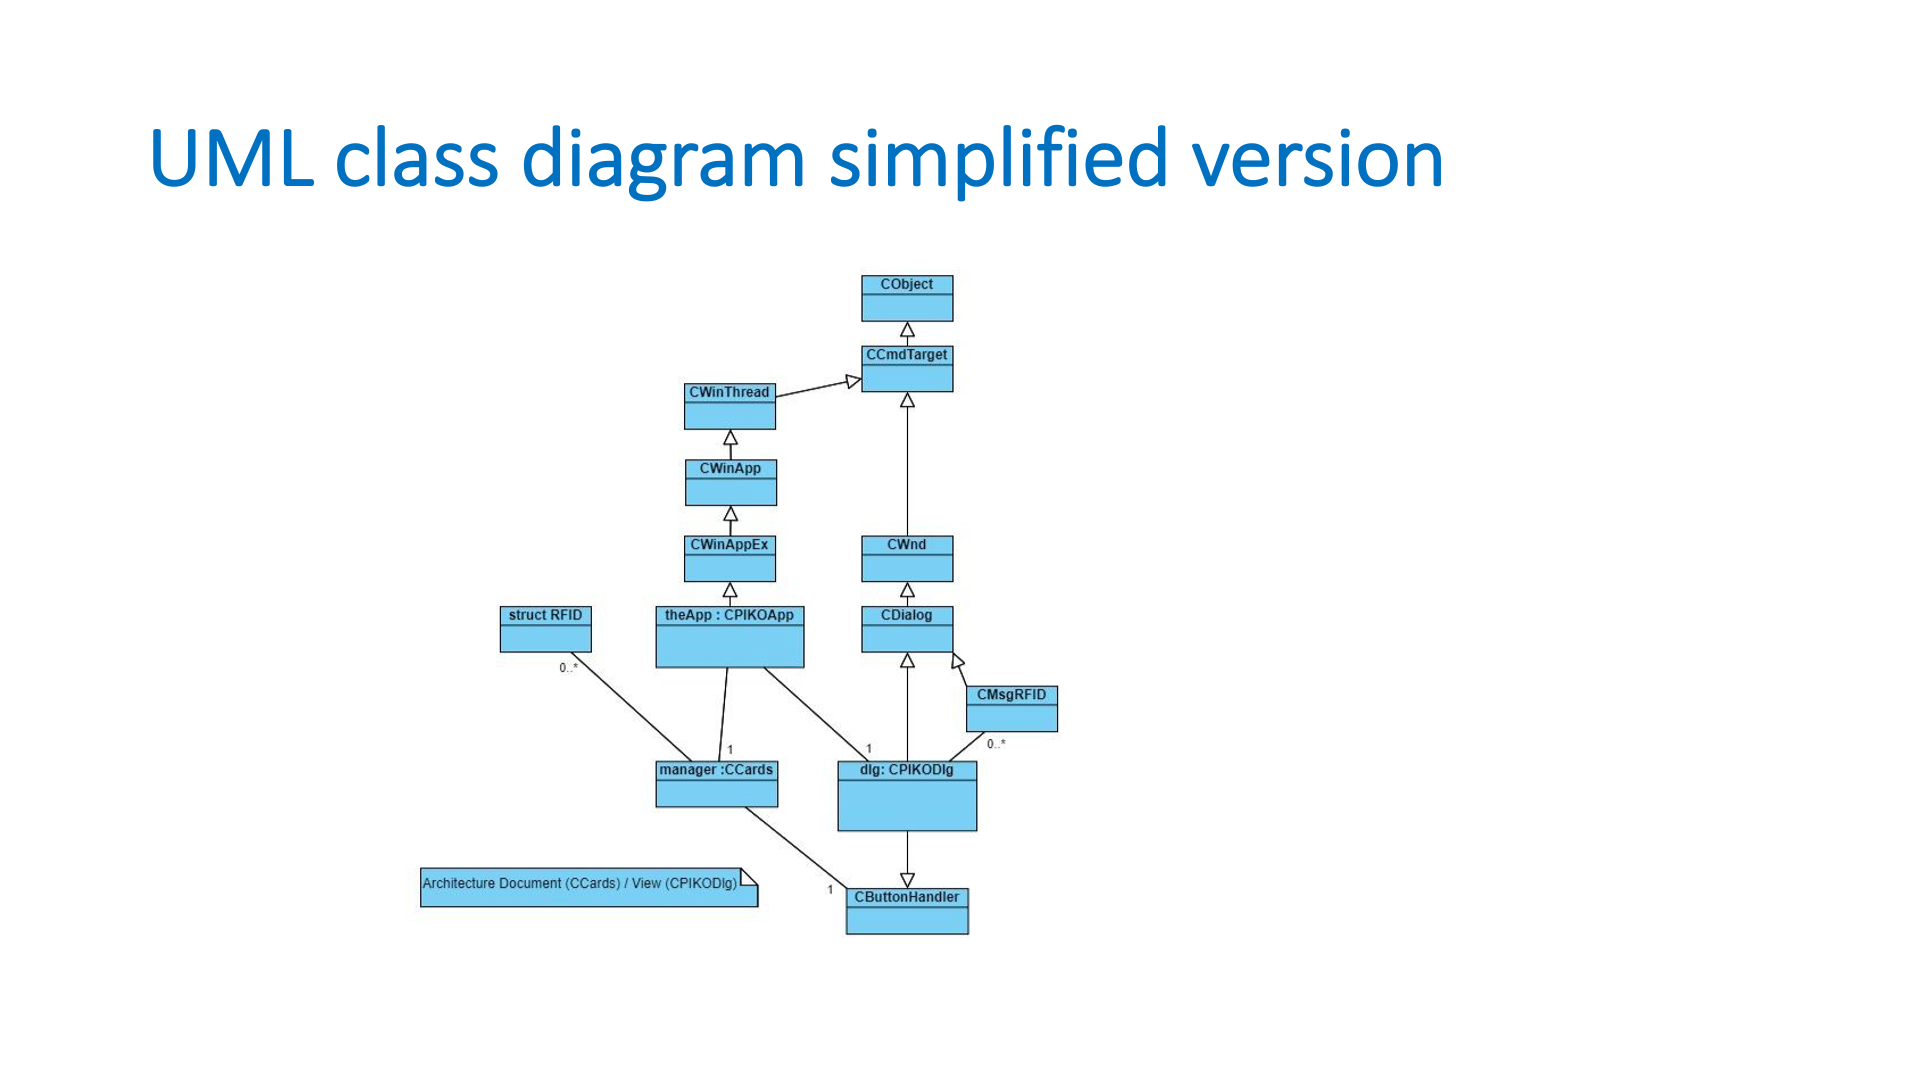 UML class diagram simplified version
CObject
CCmdTarget
CWinThread
CWinApp
CWinAppEx
CWnd
struct RFID
theApp : CPIKOApp
CDialog
0..*
CMsgRFID
1
1
0..*
manager :CCards
dlg: CPIKODlg
Architecture Document (CCards) / View (CPIKODlg)
1
CButtonHandler